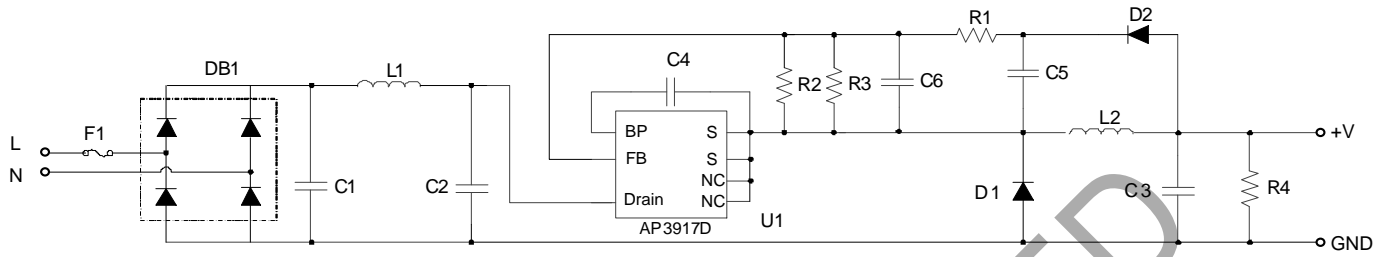 R1
D2
C4
DB1
L1
R2
R3
C6
C5
L2
F1
L
N
BP
FB
Drain
S
S
NC
NC
+V
C1
C2
U1
D1
C3
R4
AP3917D
GND